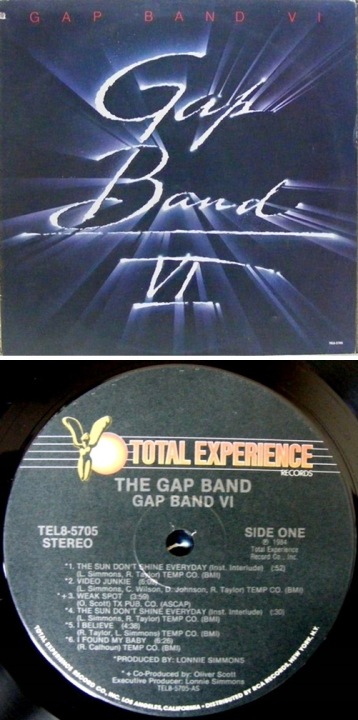 GAP BAND VI
Gap
Band
VI
TOTAL EXPERIENCE
RECORDS
THE GAP BAND
GAP BAND VI
TEL8-5705
STEREO
SIDE ONE
℗ 1984
Total Experience
Record Co., Inc.
*1. THE SUN DON'T SHINE EVERYDAY (Inst. Interlude) (:52)
(L. Simmons, R. Taylor) TEMP CO. (BMI)
*2. VIDEO JUNKIE
(L. Simmons, C. Wilson, D. Johnson, R. Taylor) TEMP CO. (BMI)
*+3. WEAK SPOT (3:59)
(O. Scott) TX PUB. CO. (ASCAP)
*4. THE SUN DON'T SHINE EVERYDAY (Inst. Interlude) (:30)
(L. Simmons, R. Taylor) TEMP CO. (BMI)
*5. I BELIEVE (4:36)
(R. Taylor, L. Simmons) TEMP CO. (BMI)
*6. I FOUND MY BABY (6:26)
(R. Calhoun) TEMP CO. (BMI)
*PRODUCED BY: LONNIE SIMMONS
*+ Co-Produced by: Oliver Scott
Executive Producer: Lonnie Simmons
TEL8-5705-AS
TOTAL EXPERIENCE RECORD CO. INC. LOS ANGELES, CALIFORNIA • DISTRIBUTED BY RCA RECORDS, NEW YORK, N.Y.